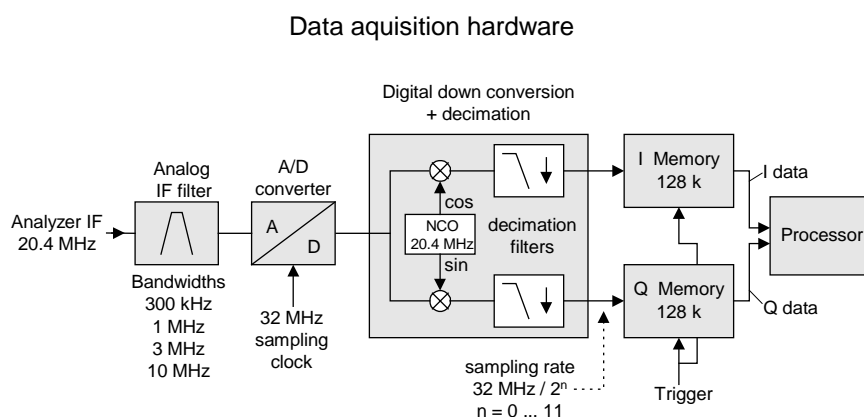 Data aquisition hardware
Digital down conversion
+ decimation
Analog
IF filter
A/D
converter
I Memory
128 k
I data
cos
Analyzer IF
20.4 MHz
A
D
NCO
20.4 MHz
decimation
filters
Processor
sin
Bandwidths
300 kHz
1 MHz
3 MHz
10 MHz
32 MHz
sampling
clock
Q Memory
128 k
Q data
sampling rate
32 MHz / 2ⁿ
n = 0 ... 11
Trigger